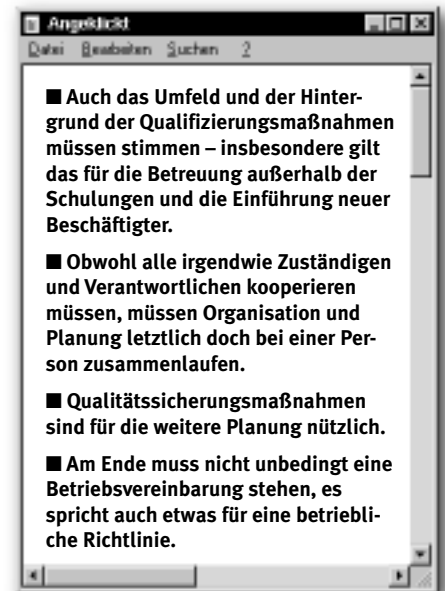 Angeklickt
Datei Bearbeiten Suchen ?
■ Auch das Umfeld und der Hinter-
grund der Qualifizierungsmaßnahmen
müssen stimmen – insbesondere gilt
das für die Betreuung außerhalb der
Schulungen und die Einführung neuer
Beschäftigter.
■ Obwohl alle irgendwie Zuständigen
und Verantwortlichen kooperieren
müssen, müssen Organisation und
Planung letztlich doch bei einer Per-
son zusammenlaufen.
■ Qualitätssicherungsmaßnahmen
sind für die weitere Planung nützlich.
■ Am Ende muss nicht unbedingt eine
Betriebsvereinbarung stehen, es
spricht auch etwas für eine betriebli-
che Richtlinie.